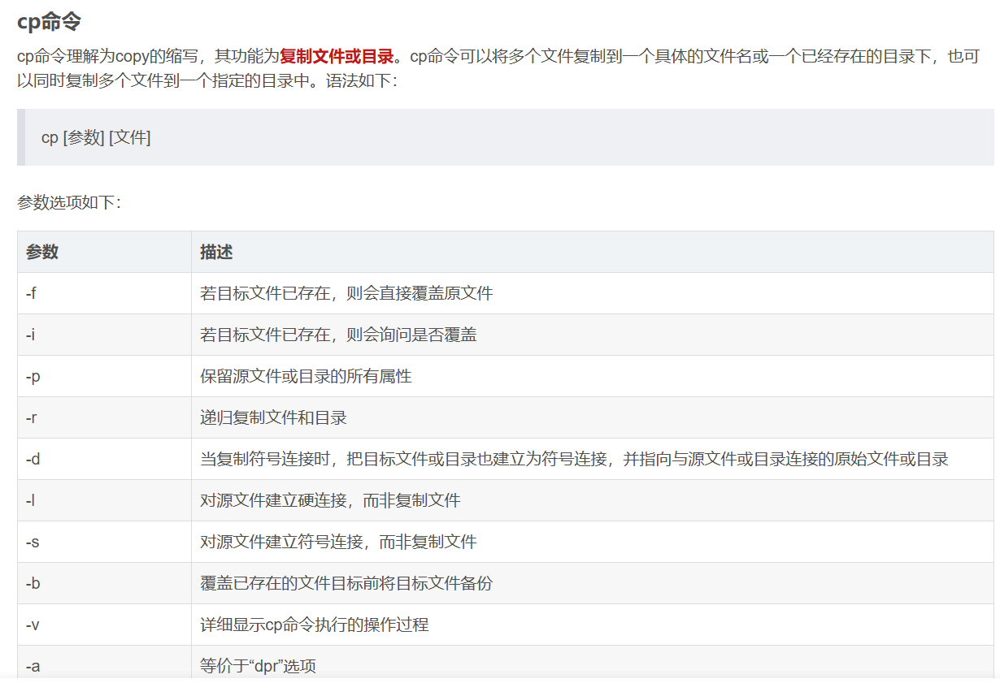 cp命令
cp命令理解为copy的缩写，其功能为复制文件或目录。cp命令可以将多个文件复制到一个具体的文件名或一个已经存在的目录下，也可
以同时复制多个文件到一个指定的目录中。语法如下：
cp [参数] [文件]
参数选项如下：
参数 描述
-f 若目标文件已存在，则会直接覆盖原文件
-i 若目标文件已存在，则会询问是否覆盖
-p 保留源文件或目录的所有属性
-r 递归复制文件和目录
-d 当复制符号连接时，把目标文件或目录也建立为符号连接，并指向与源文件或目录连接的原始文件或目录
-l 对源文件建立硬连接，而非复制文件
-s 对源文件建立符号连接，而非复制文件
-b 覆盖已存在的文件目标前将目标文件备份
-v 详细显示cp命令执行的操作过程
-a 等价于“dpr”选项